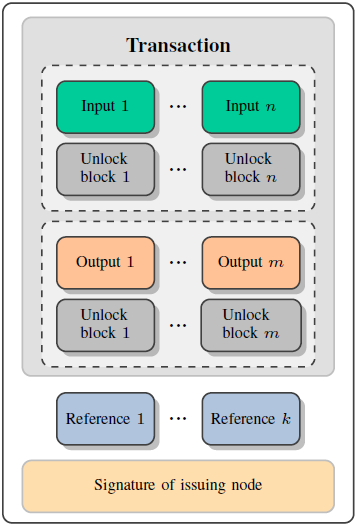 Transaction
Input 1 ... Input n
Unlock ... Unlock
block 1 block n
Output 1 ... Output m
Unlock ... Unlock
block 1 block m
Reference 1 ... Reference k
Signature of issuing node